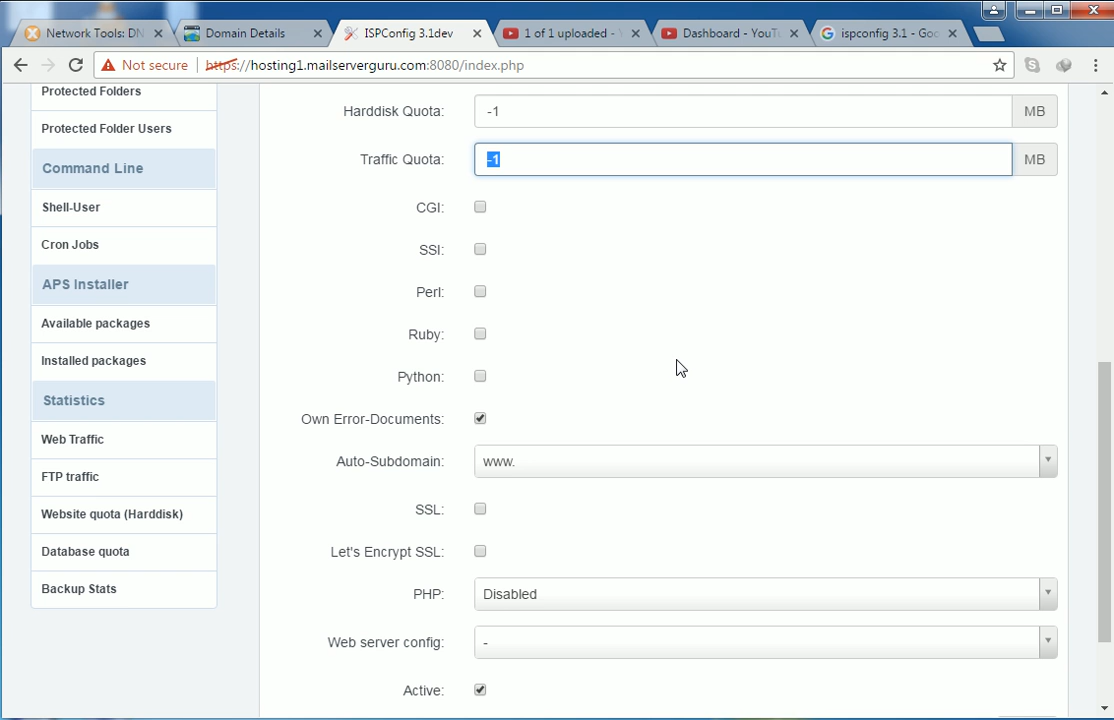 Network Tools: DN
Domain Details
ISPConfig 3.1dev
1 of 1 uploaded - Y
Dashboard - YouTu
ispconfig 3.1 - Goo
Not secure https://hosting1.mailserverguru.com:8080/index.php
Protected Folders
Protected Folder Users
Command Line
Shell-User
Cron Jobs
APS Installer
Available packages
Installed packages
Statistics
Web Traffic
FTP traffic
Website quota (Harddisk)
Database quota
Backup Stats
Harddisk Quota: -1 MB
Traffic Quota: -1 MB
CGI:
SSI:
Perl:
Ruby:
Python:
Own Error-Documents:
Auto-Subdomain: www.
SSL:
Let's Encrypt SSL:
PHP: Disabled
Web server config: -
Active: